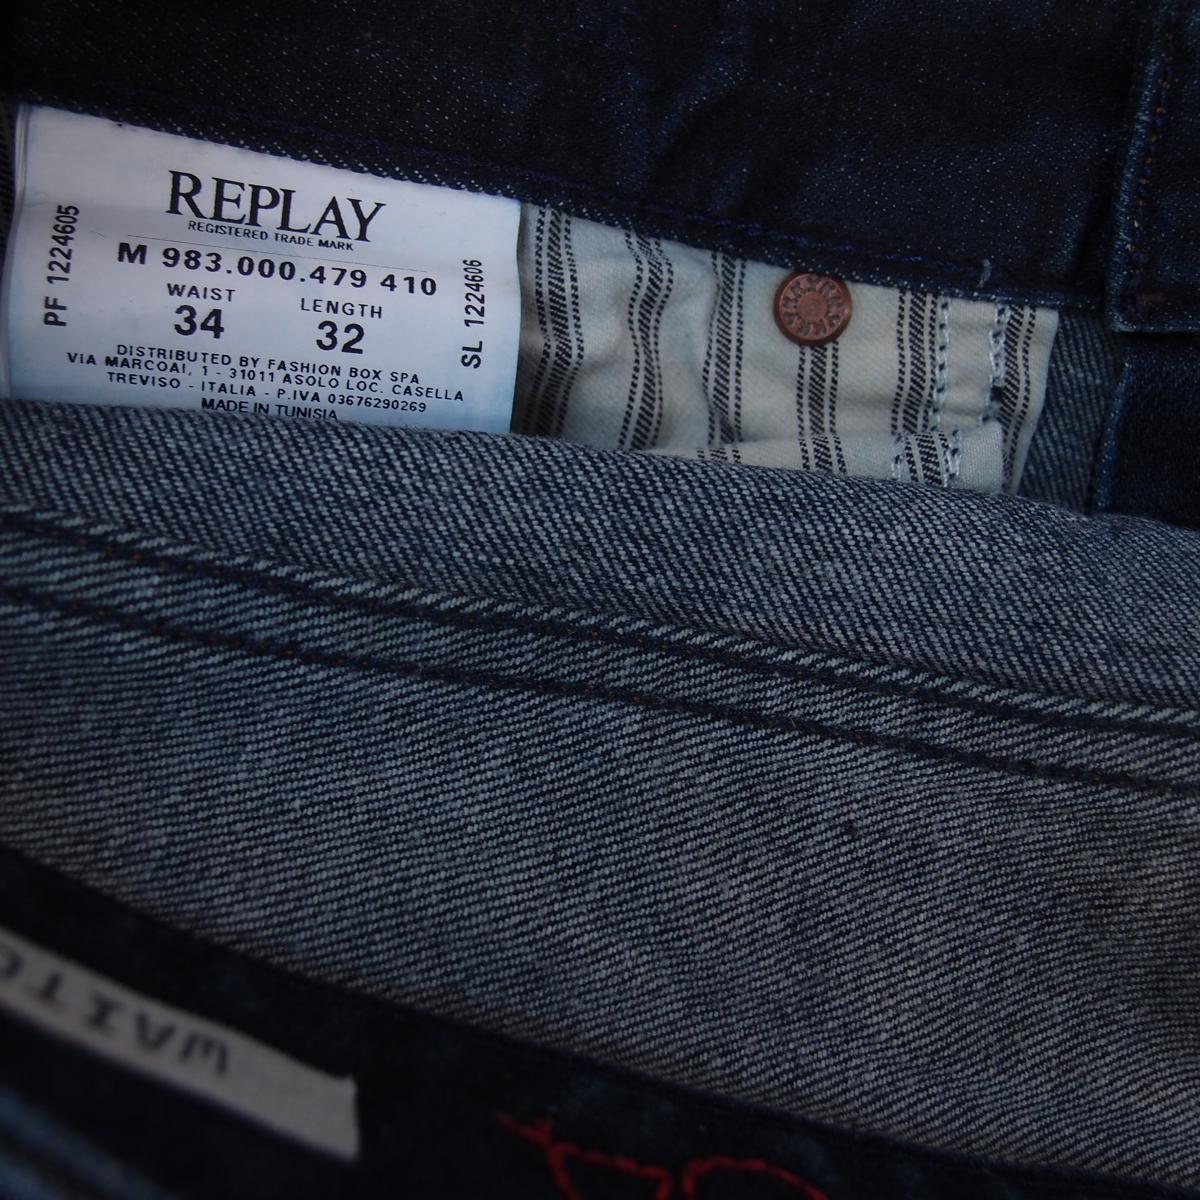 REPLAY
REGISTERED TRADE MARK
M 983.000.479 410
WAIST LENGTH
34 32
PF 1224605
SL 1224606
DISTRIBUTED BY FASHION BOX SPA
VIA MARCOAI, 1 - 31011 ASOLO LOC. CASELLA
TREVISO - ITALIA - P.IVA 03676290269
MADE IN TUNISIA